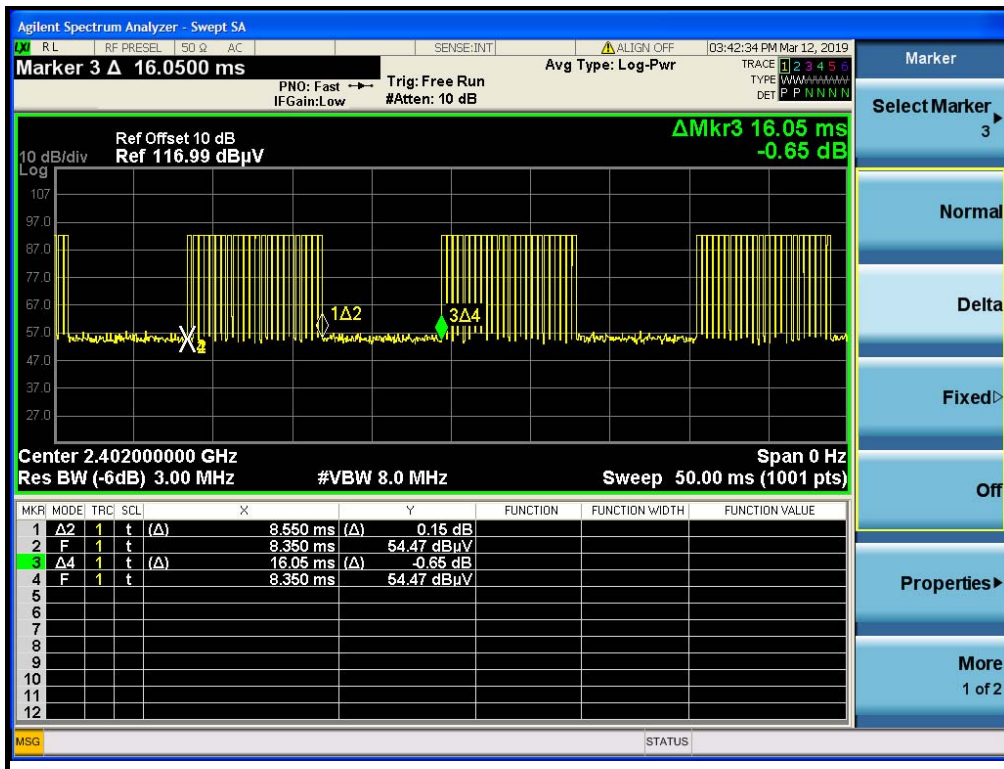 Agilent Spectrum Analyzer - Swept SA
LXI RL RF PRESEL 50 Ω AC SENSE:INT ALIGN OFF 03:42:34 PM Mar 12, 2019
Marker 3 Δ 16.0500 ms
PNO: Fast
IFGain:Low
Trig: Free Run
#Atten: 10 dB
Avg Type: Log-Pwr
TRACE 1 2 3 4 5 6
TYPE WWWWWWWW
DET P P N N N N
ΔMkr3 16.05 ms
-0.65 dB
Ref Offset 10 dB
10 dB/div Ref 116.99 dBµV
Log
107
97.0
87.0
77.0
67.0
57.0
47.0
37.0
27.0
1Δ2
3Δ4
2
Center 2.402000000 GHz Span 0 Hz
Res BW (-6dB) 3.00 MHz #VBW 8.0 MHz Sweep 50.00 ms (1001 pts)
MKR MODE TRC SCL X Y FUNCTION FUNCTION WIDTH FUNCTION VALUE
1 Δ2 1 t (Δ) 8.550 ms (Δ) 0.15 dB
2 F 1 t 8.350 ms 54.47 dBµV
3 Δ4 1 t (Δ) 16.05 ms (Δ) -0.65 dB
4 F 1 t 8.350 ms 54.47 dBµV
5
6
7
8
9
10
11
12
MSG STATUS
Marker
Select Marker
3
Normal
Delta
Fixed
Off
Properties
More
1 of 2